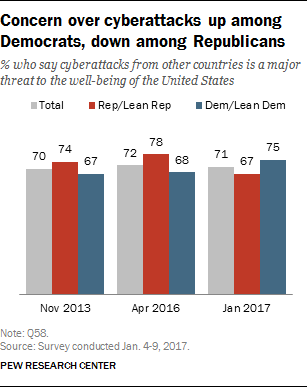 Concern over cyberattacks up among
Democrats, down among Republicans
% who say cyberattacks from other countries is a major
threat to the well-being of the United States
Total Rep/Lean Rep Dem/Lean Dem
70 74 67 72 78 68 71 67 75
Nov 2013 Apr 2016 Jan 2017
Note: Q58.
Source: Survey conducted Jan. 4-9, 2017.
PEW RESEARCH CENTER